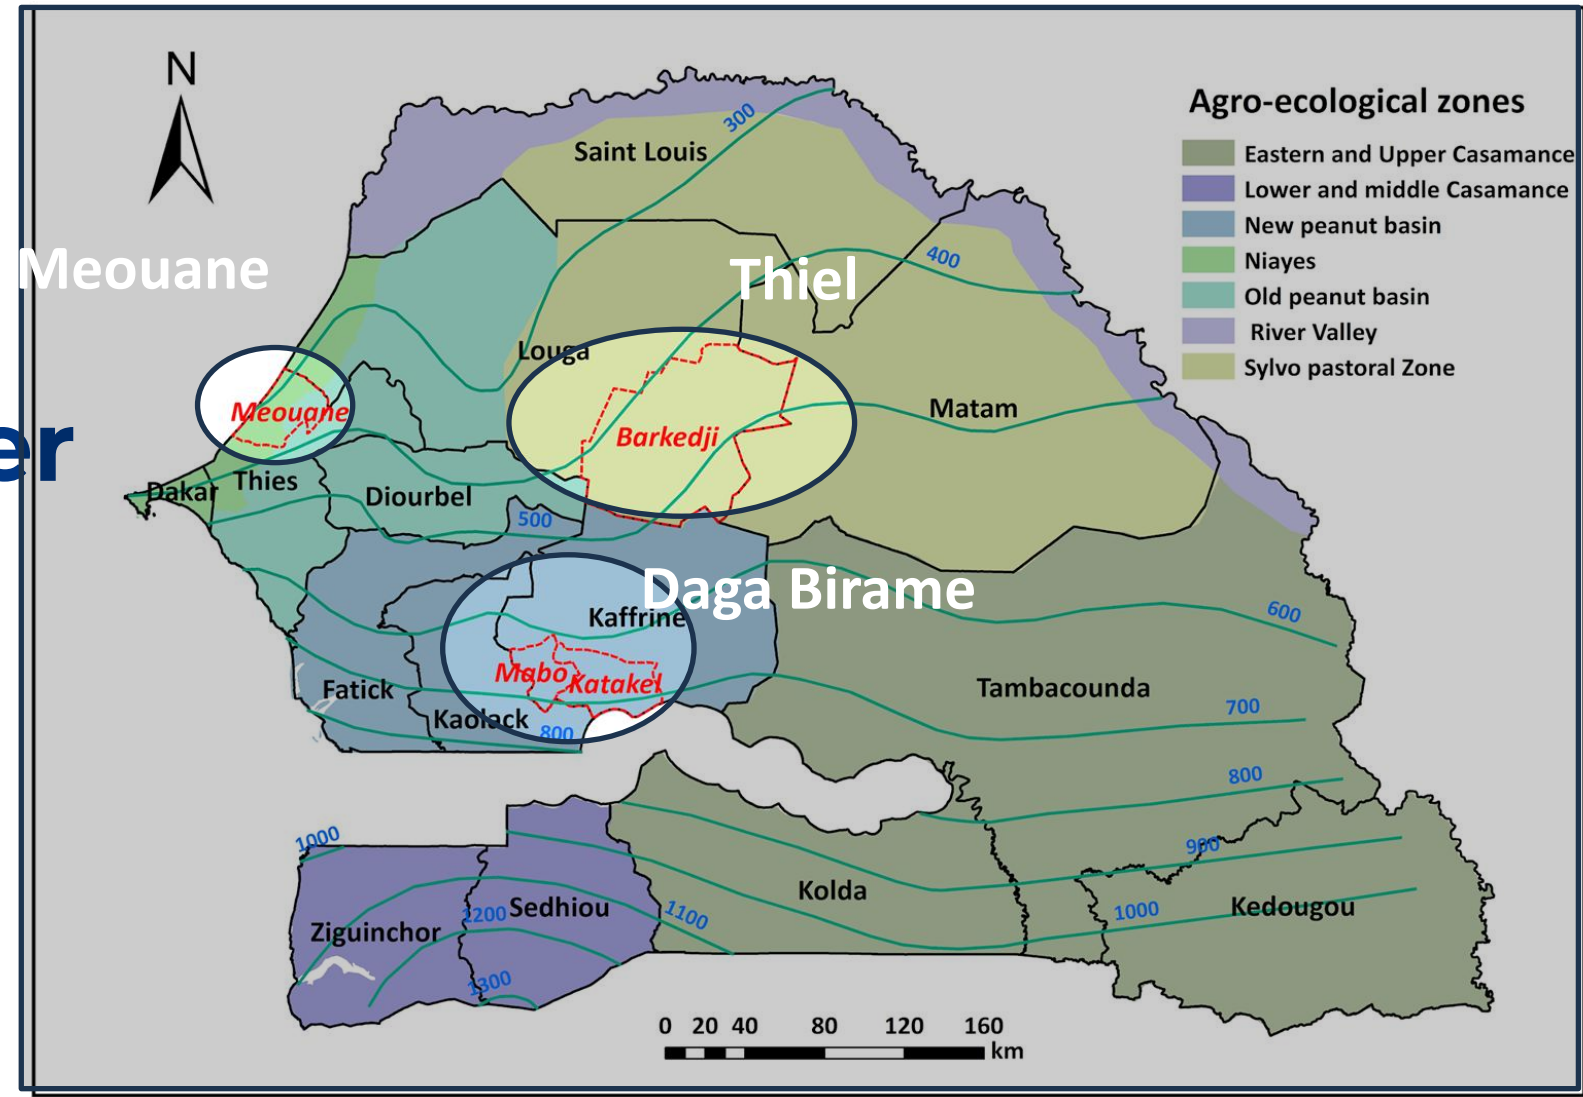 N
Agro-ecological zones
Eastern and Upper Casamance
Lower and middle Casamance
New peanut basin
Niayes
Old peanut basin
River Valley
Sylvo pastoral Zone
300
Saint Louis
400
Meouane
Thiel
Louga
Matam
Meouane
Barkedji
er
Dakar
Thies
Diourbel
500
Daga Birame
Kaffrine
600
Mabo
Katakel
Fatick
Tambacounda
Kaolack
700
800
800
1000
900
Kolda
Ziguinchor
1200
Sedhiou
1100
1000
Kedougou
1300
0 20 40 80 120 160
km